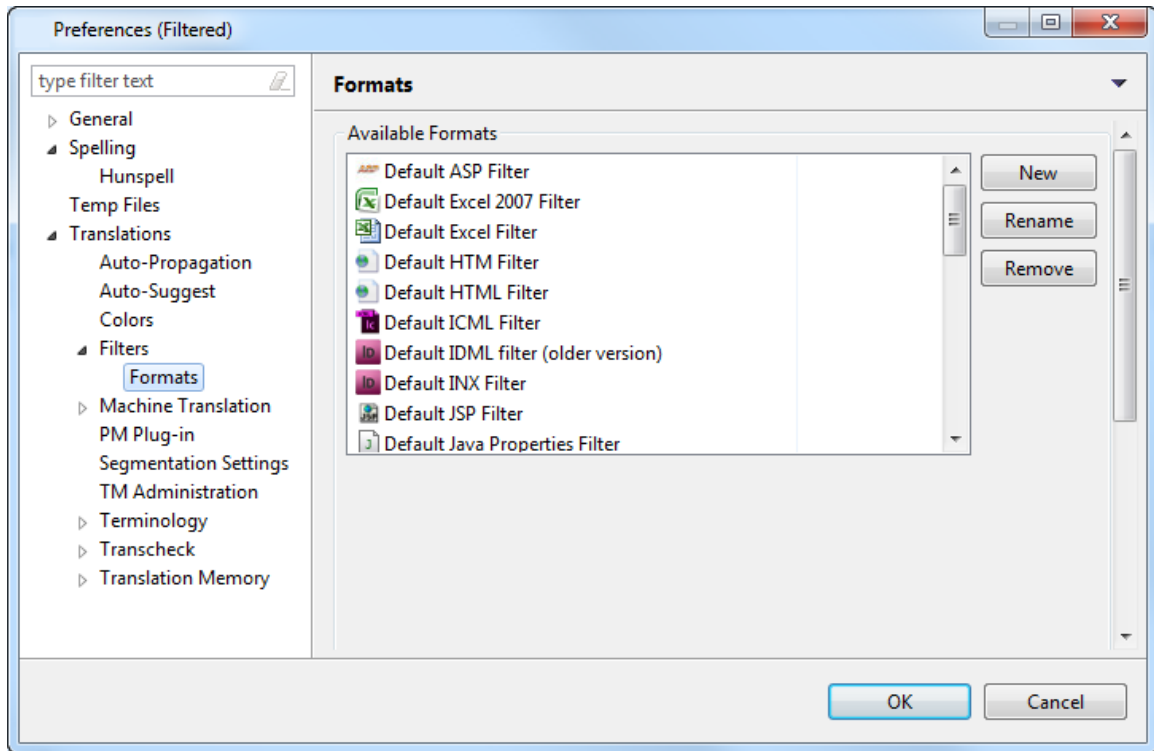 Preferences (Filtered)
type filter text
General
Spelling
Hunspell
Temp Files
Translations
Auto-Propagation
Auto-Suggest
Colors
Filters
Formats
Machine Translation
PM Plug-in
Segmentation Settings
TM Administration
Terminology
Transcheck
Translation Memory
Formats
Available Formats
Default ASP Filter
Default Excel 2007 Filter
Default Excel Filter
Default HTM Filter
Default HTML Filter
Default ICML Filter
Default IDML filter (older version)
Default INX Filter
Default JSP Filter
Default Java Properties Filter
New
Rename
Remove
OK
Cancel